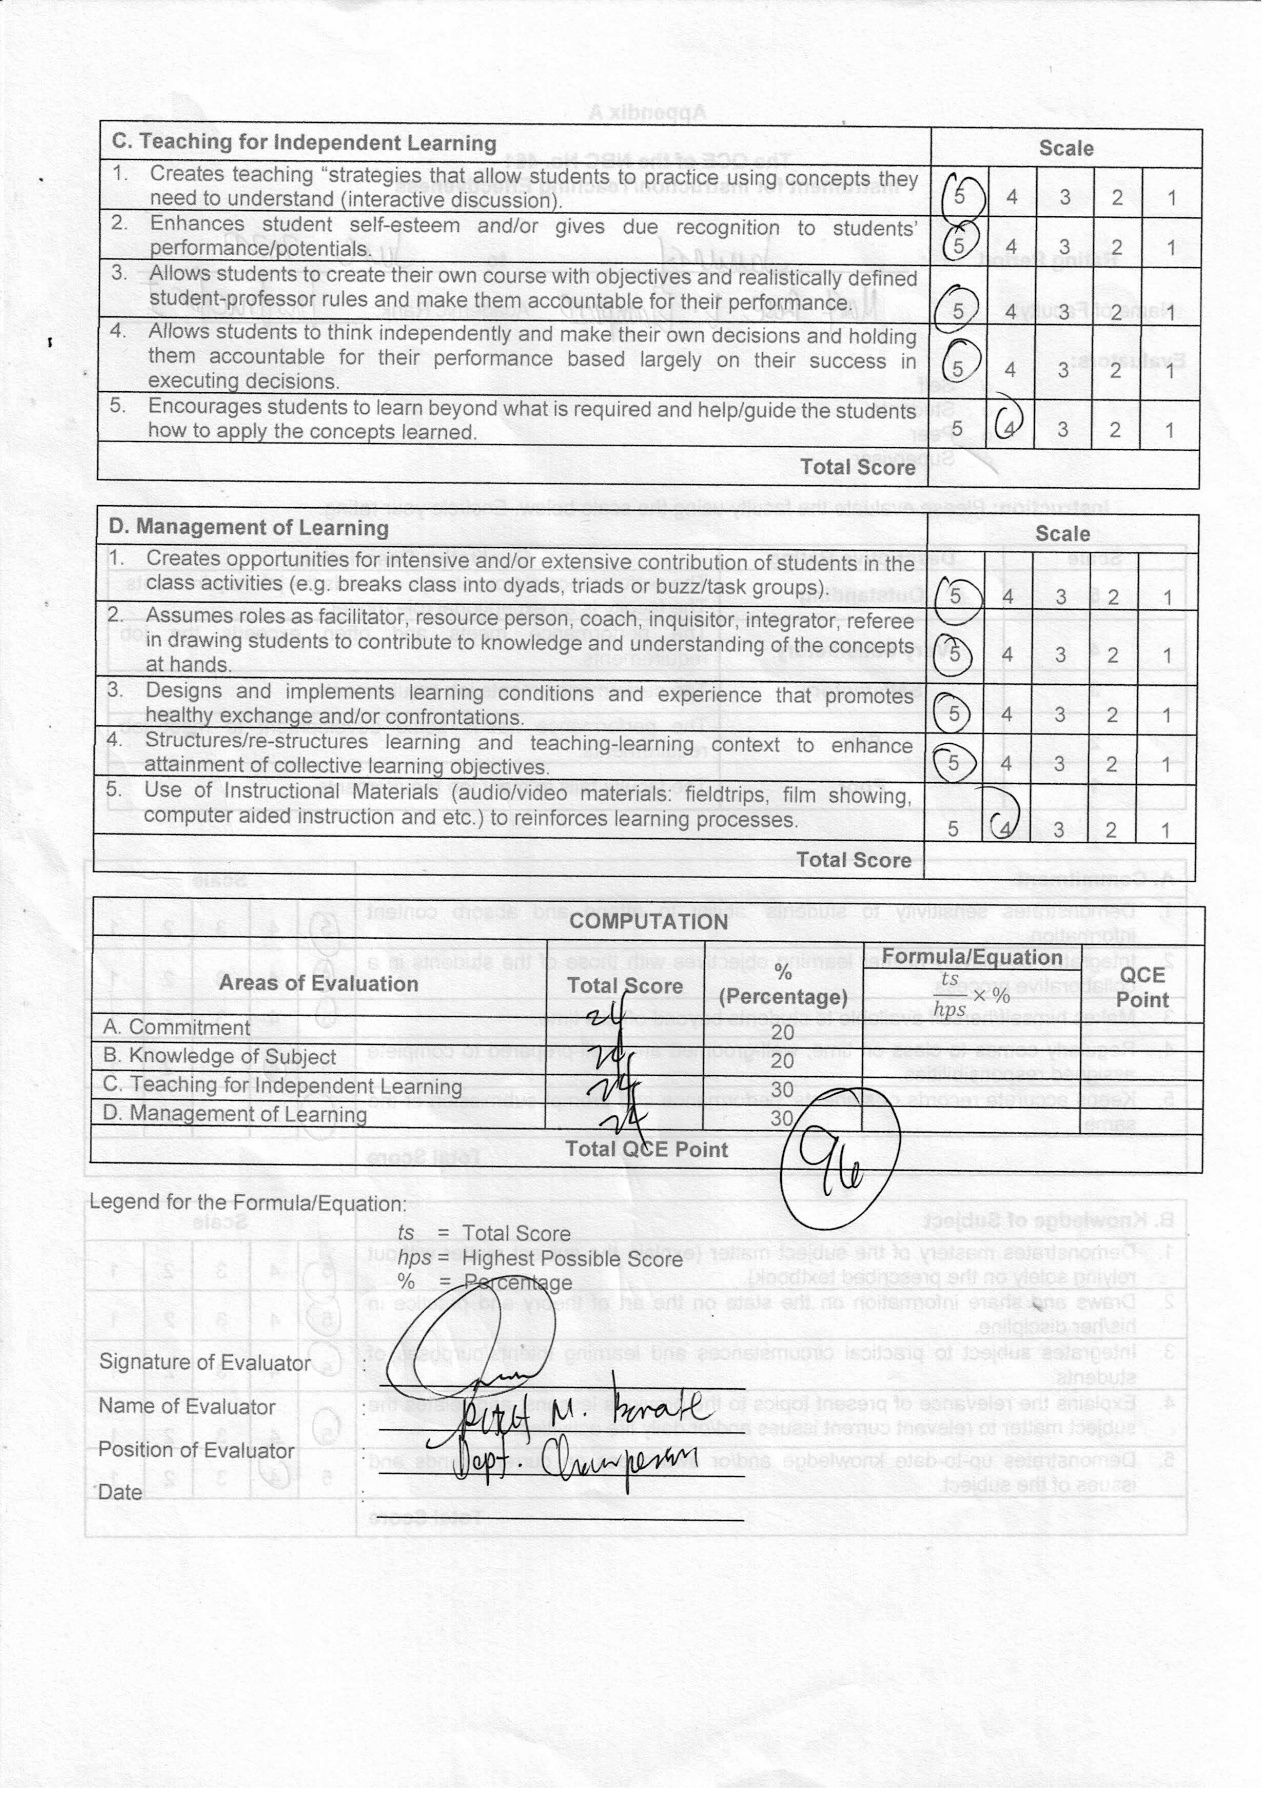 C. Teaching for Independent Learning Scale
1. Creates teaching “strategies that allow students to practice using concepts they
need to understand (interactive discussion). 5 4 3 2 1
2. Enhances student self-esteem and/or gives due recognition to students’
performance/potentials. 5 4 3 2 1
3. Allows students to create their own course with objectives and realistically defined
student-professor rules and make them accountable for their performance. 5 4 3 2 1
4. Allows students to think independently and make their own decisions and holding
them accountable for their performance based largely on their success in
executing decisions. 5 4 3 2 1
5. Encourages students to learn beyond what is required and help/guide the students
how to apply the concepts learned. 5 4 3 2 1
Total Score
D. Management of Learning Scale
1. Creates opportunities for intensive and/or extensive contribution of students in the
class activities (e.g. breaks class into dyads, triads or buzz/task groups). 5 4 3 2 1
2. Assumes roles as facilitator, resource person, coach, inquisitor, integrator, referee
in drawing students to contribute to knowledge and understanding of the concepts
at hands. 5 4 3 2 1
3. Designs and implements learning conditions and experience that promotes
healthy exchange and/or confrontations. 5 4 3 2 1
4. Structures/re-structures learning and teaching-learning context to enhance
attainment of collective learning objectives. 5 4 3 2 1
5. Use of Instructional Materials (audio/video materials: fieldtrips, film showing,
computer aided instruction and etc.) to reinforces learning processes. 5 4 3 2 1
Total Score
COMPUTATION
Areas of Evaluation Total Score % (Percentage) Formula/Equation ts/hps × % QCE Point
A. Commitment 24 20
B. Knowledge of Subject 24 20
C. Teaching for Independent Learning 24 30
D. Management of Learning 24 30
Total QCE Point 96
Legend for the Formula/Equation:
ts = Total Score
hps = Highest Possible Score
% = Percentage
Signature of Evaluator :
Name of Evaluator : M.
Position of Evaluator : Dept. Chairperson
Date :